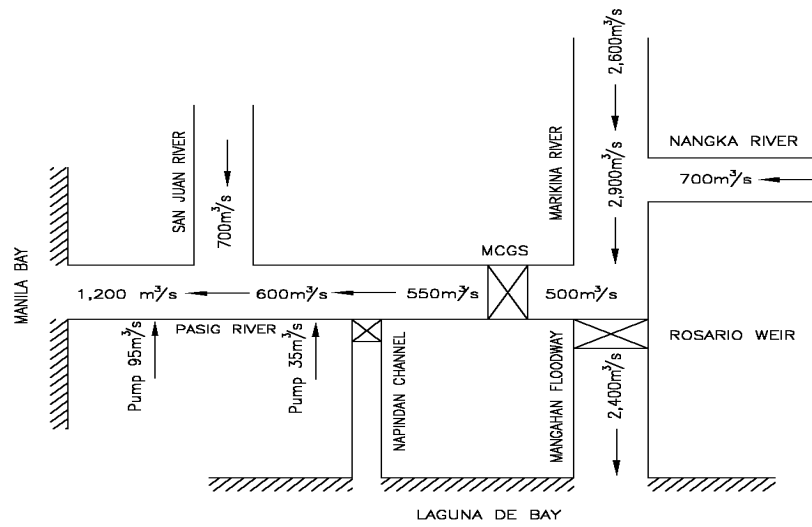 2,600m³/s
NANGKA RIVER
700m³/s
MARIKINA RIVER
2,900m³/s
SAN JUAN RIVER
700m³/s
MCGS
MANILA BAY
1,200 m³/s
600m³/s
550m³/s
500m³/s
PASIG RIVER
Pump 95m³/s
Pump 35m³/s
NAPINDAN CHANNEL
MANGAHAN FLOODWAY
ROSARIO WEIR
2,400m³/s
LAGUNA DE BAY